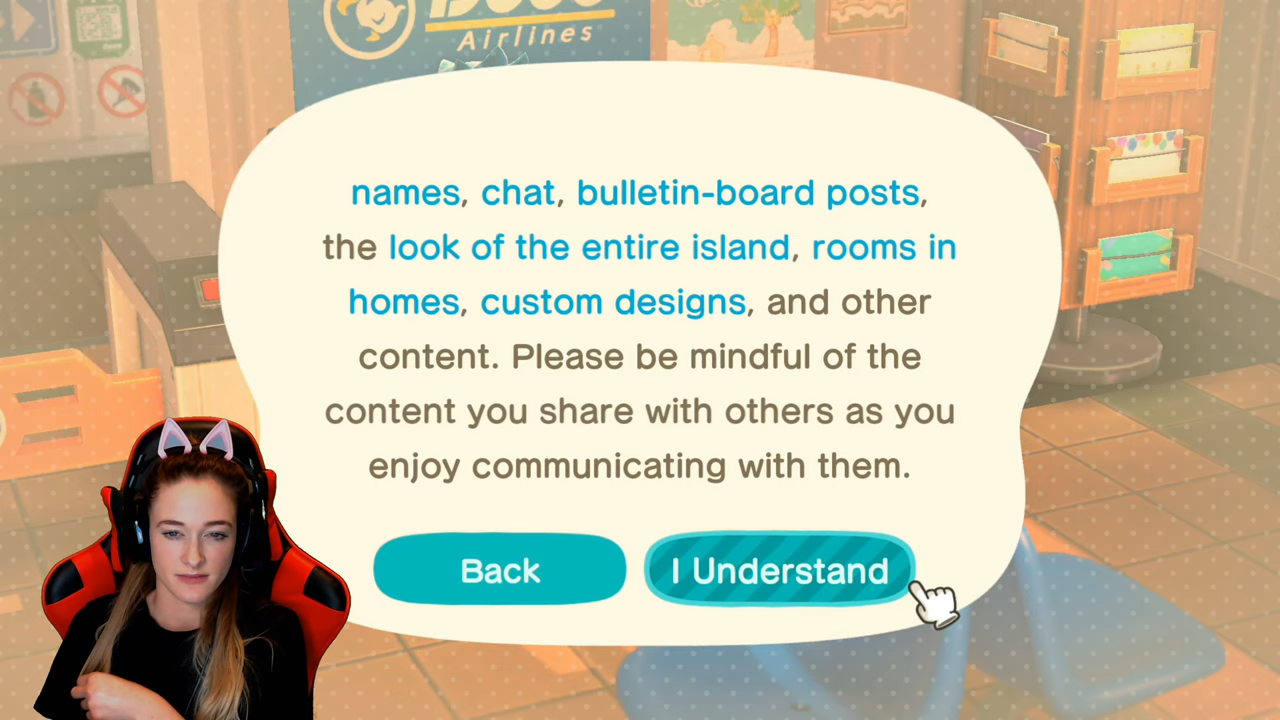 Airlines
names, chat, bulletin-board posts,
the look of the entire island, rooms in
homes, custom designs, and other
content. Please be mindful of the
content you share with others as you
enjoy communicating with them.
Back
I Understand